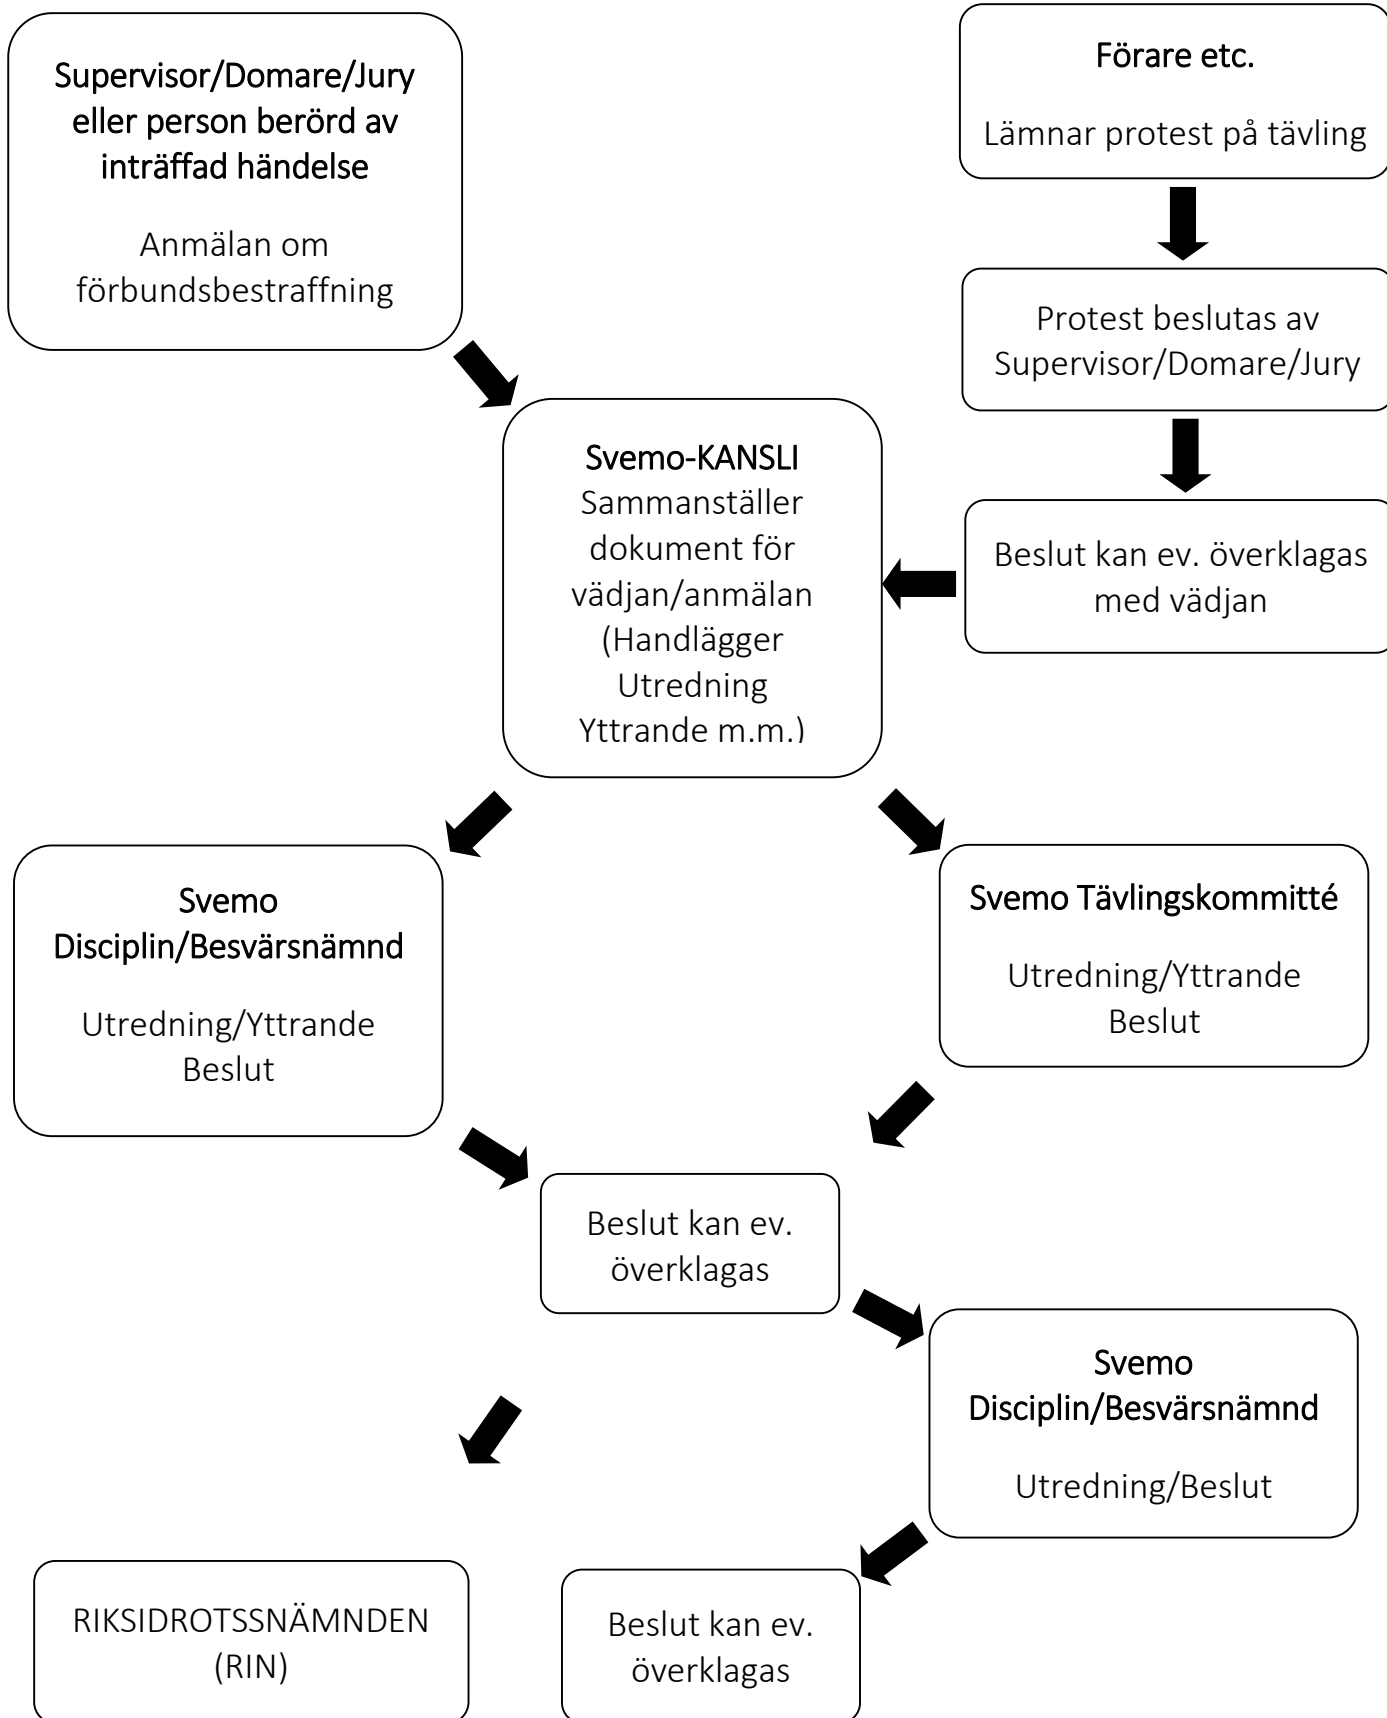 Supervisor/Domare/Jury
eller person berörd av
inträffad händelse
Anmälan om
förbundsbestraffning
Förare etc.
Lämnar protest på tävling
Protest beslutas av
Supervisor/Domare/Jury
Beslut kan ev. överklagas
med vädjan
Svemo-KANSLI
Sammanställer
dokument för
vädjan/anmälan
(Handlägger
Utredning
Yttrande m.m.)
Svemo
Disciplin/Besvärsnämnd
Utredning/Yttrande
Beslut
Svemo Tävlingskommitté
Utredning/Yttrande
Beslut
Beslut kan ev.
överklagas
Svemo
Disciplin/Besvärsnämnd
Utredning/Beslut
RIKSIDROTSSNÄMNDEN
(RIN)
Beslut kan ev.
överklagas